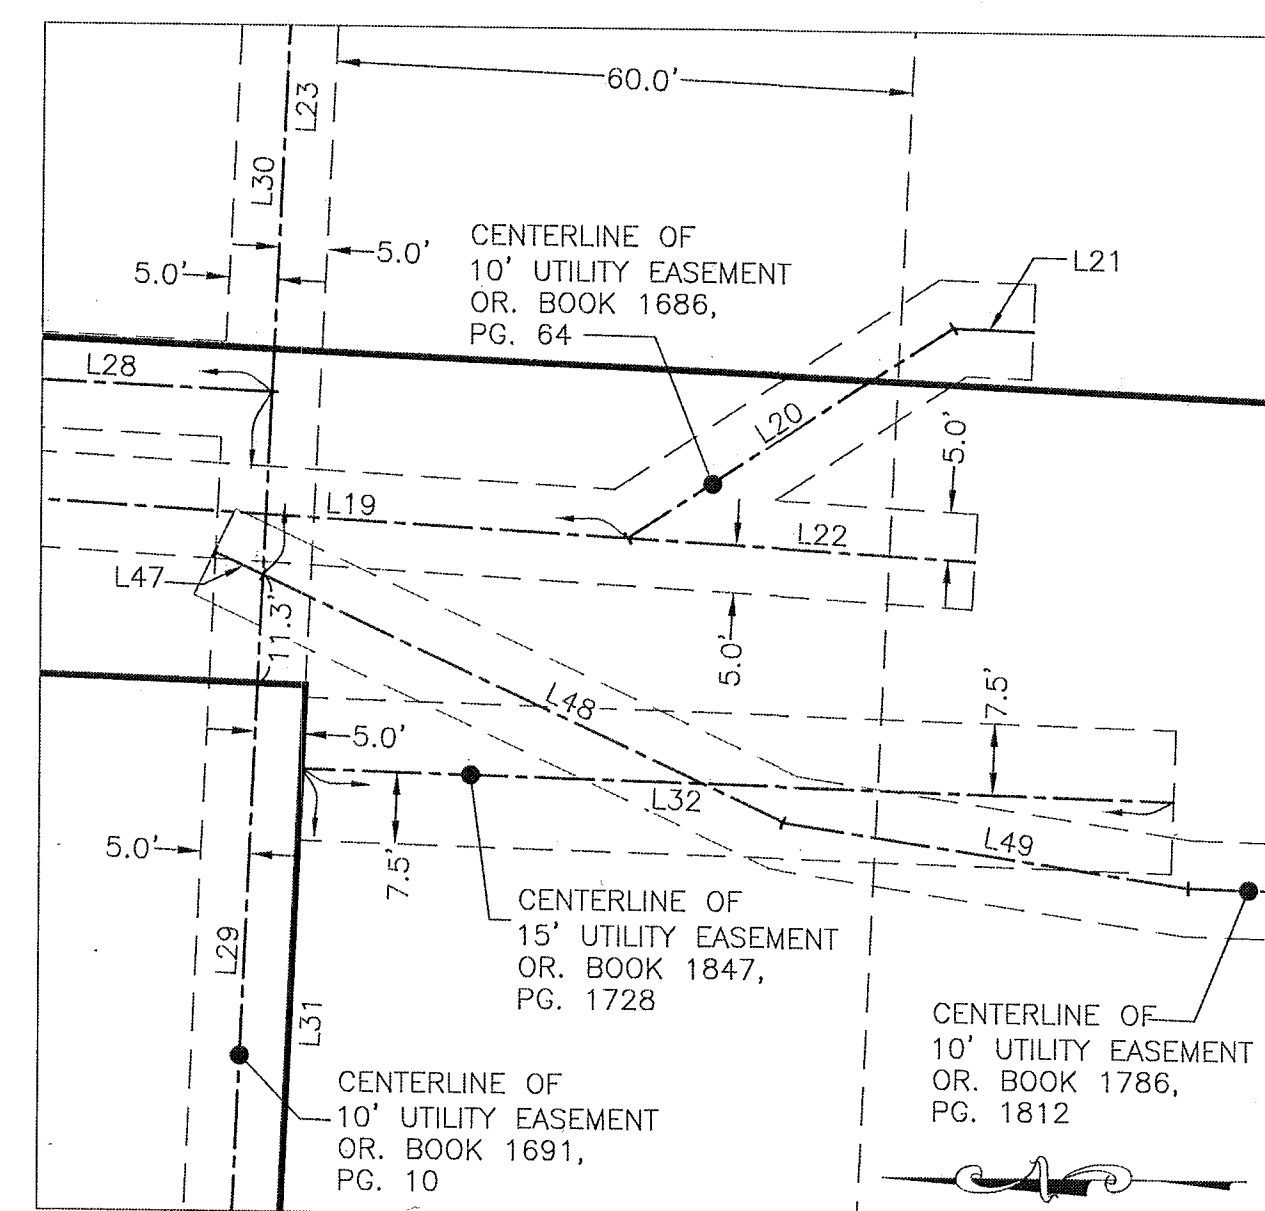 L23
60.0'
L30
5.0'
5.0'
CENTERLINE OF
10' UTILITY EASEMENT
OR. BOOK 1686,
PG. 64
L21
L28
L20
5.0'
L19
L22
L47
11.3'
5.0'
L48
7.5'
5.0'
L32
5.0'
7.5'
L49
CENTERLINE OF
15' UTILITY EASEMENT
OR. BOOK 1847,
PG. 1728
L29
L31
CENTERLINE OF
10' UTILITY EASEMENT
OR. BOOK 1786,
PG. 1812
CENTERLINE OF
10' UTILITY EASEMENT
OR. BOOK 1691,
PG. 10
N